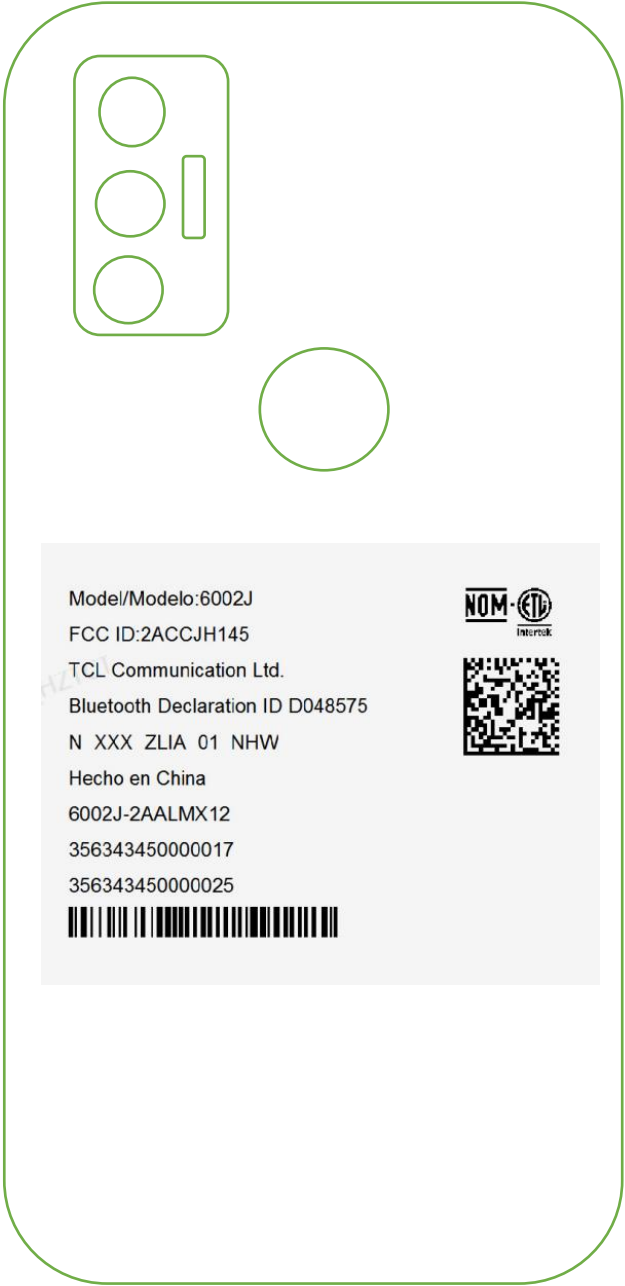 Model/Modelo:6002J
FCC ID:2ACCJH145
TCL Communication Ltd.
Bluetooth Declaration ID D048575
N XXX ZLIA 01 NHW
Hecho en China
6002J-2AALMX12
356343450000017
356343450000025
NOM-ETL
Intertek